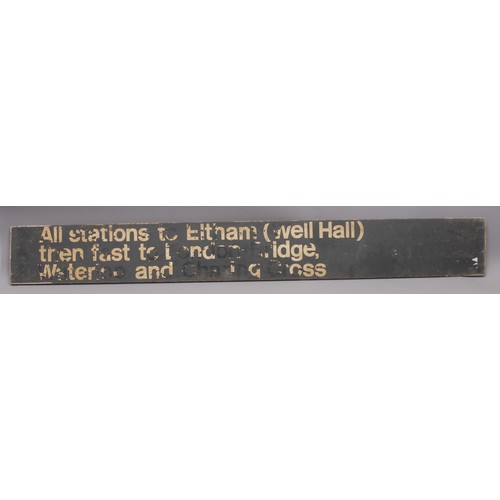 All stations to Eltham (Well Hall)
then fast to London Bridge,
Waterloo and Charing Cross